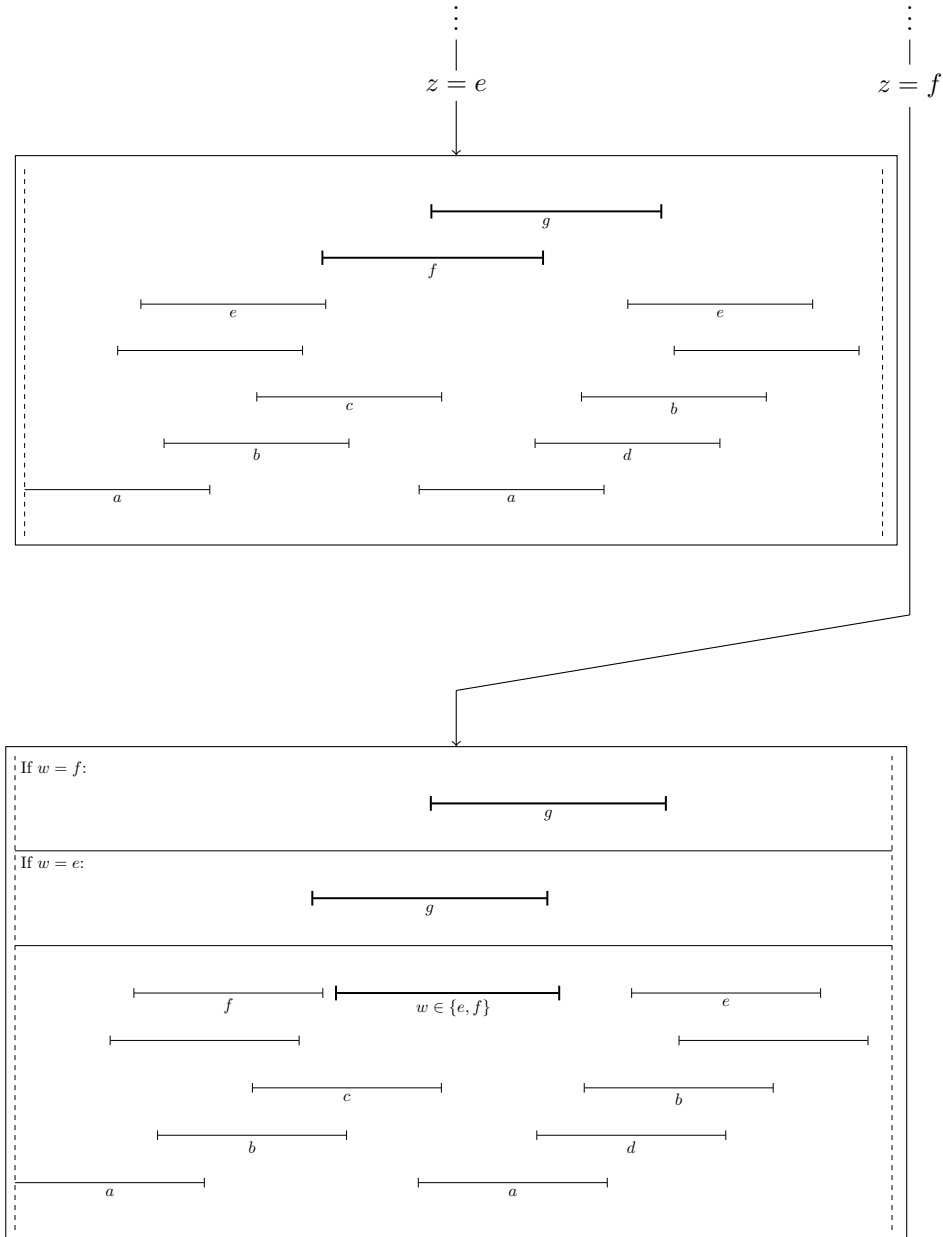 z = e
z = f
g
f
e e
c b
b d
a a
If w = f:
g
If w = e:
g
f w ∈ {e, f} e
c b
b d
a a